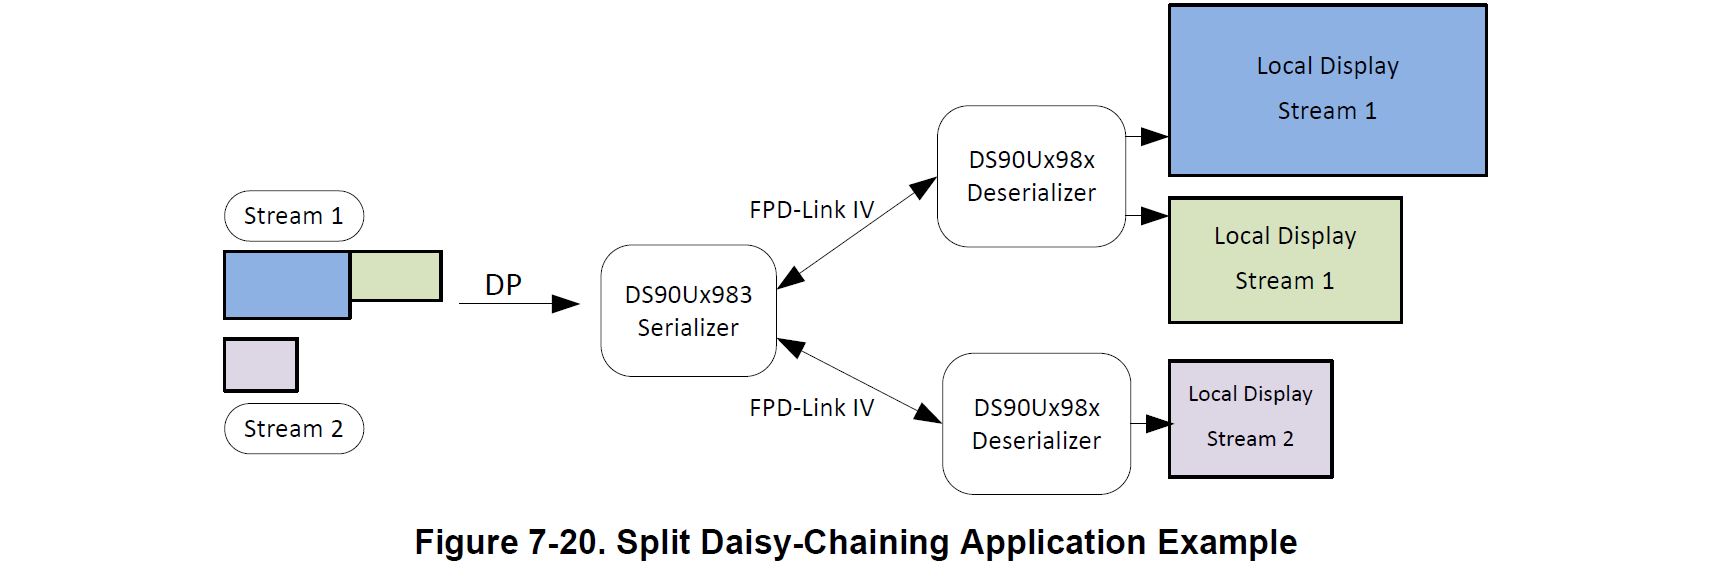 Stream 1
Stream 2
DP
DS90Ux983
Serializer
FPD-Link IV
FPD-Link IV
DS90Ux98x
Deserializer
DS90Ux98x
Deserializer
Local Display
Stream 1
Local Display
Stream 1
Local Display
Stream 2
Figure 7-20. Split Daisy-Chaining Application Example